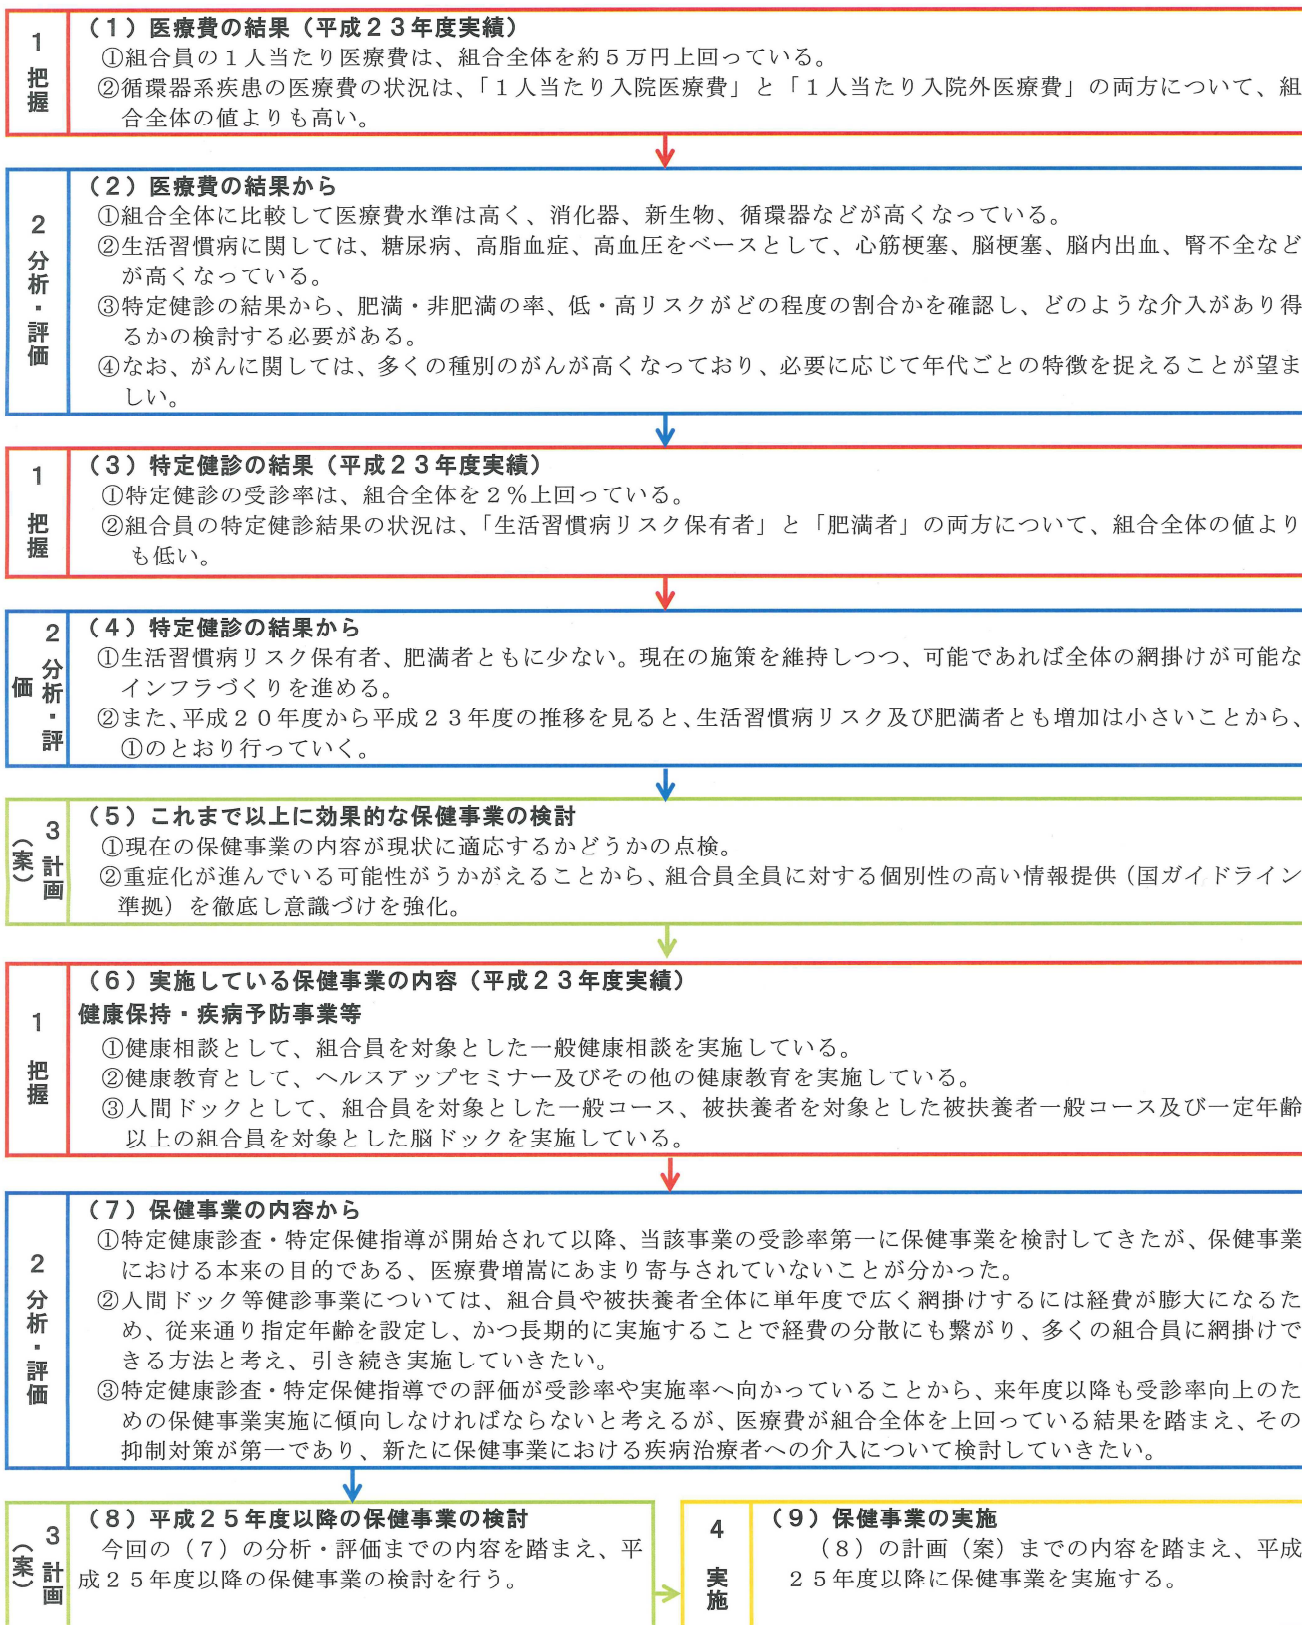 1
把握
（１）医療費の結果（平成２３年度実績）
①組合員の１人当たり医療費は、組合全体を約５万円上回っている。
②循環器系疾患の医療費の状況は、「１人当たり入院医療費」と「１人当たり入院外医療費」の両方について、組
合全体の値よりも高い。
2
分析・評価
（２）医療費の結果から
①組合全体に比較して医療費水準は高く、消化器、新生物、循環器などが高くなっている。
②生活習慣病に関しては、糖尿病、高脂血症、高血圧をベースとして、心筋梗塞、脳梗塞、脳内出血、腎不全など
が高くなっている。
③特定健診の結果から、肥満・非肥満の率、低・高リスクがどの程度の割合かを確認し、どのような介入があり得
るかの検討する必要がある。
④なお、がんに関しては、多くの種別のがんが高くなっており、必要に応じて年代ごとの特徴を捉えることが望ま
しい。
1
把握
（３）特定健診の結果（平成２３年度実績）
①特定健診の受診率は、組合全体を２％上回っている。
②組合員の特定健診結果の状況は、「生活習慣病リスク保有者」と「肥満者」の両方について、組合全体の値より
も低い。
2
分析・評
価
（４）特定健診の結果から
①生活習慣病リスク保有者、肥満者ともに少ない。現在の施策を維持しつつ、可能であれば全体の網掛けが可能な
インフラづくりを進める。
②また、平成２０年度から平成２３年度の推移を見ると、生活習慣病リスク及び肥満者とも増加は小さいことから、
①のとおり行っていく。
3
計画
（案）
（５）これまで以上に効果的な保健事業の検討
①現在の保健事業の内容が現状に適応するかどうかの点検。
②重症化が進んでいる可能性がうかがえることから、組合員全員に対する個別性の高い情報提供（国ガイドライン
準拠）を徹底し意識づけを強化。
1
把握
（６）実施している保健事業の内容（平成２３年度実績）
健康保持・疾病予防事業等
①健康相談として、組合員を対象とした一般健康相談を実施している。
②健康教育として、ヘルスアップセミナー及びその他の健康教育を実施している。
③人間ドックとして、組合員を対象とした一般コース、被扶養者を対象とした被扶養者一般コース及び一定年齢
以上の組合員を対象とした脳ドックを実施している。
2
分析・評価
（７）保健事業の内容から
①特定健康診査・特定保健指導が開始されて以降、当該事業の受診率第一に保健事業を検討してきたが、保健事業
における本来の目的である、医療費増嵩にあまり寄与されていないことが分かった。
②人間ドック等健診事業については、組合員や被扶養者全体に単年度で広く網掛けするには経費が膨大になるた
め、従来通り指定年齢を設定し、かつ長期的に実施することで経費の分散にも繋がり、多くの組合員に網掛けで
きる方法と考え、引き続き実施していきたい。
③特定健康診査・特定保健指導での評価が受診率や実施率へ向かっていることから、来年度以降も受診率向上のた
めの保健事業実施に傾向しなければならないと考えるが、医療費が組合全体を上回っている結果を踏まえ、その
抑制対策が第一であり、新たに保健事業における疾病治療者への介入について検討していきたい。
3
計画
（案）
（８）平成２５年度以降の保健事業の検討
今回の（７）の分析・評価までの内容を踏まえ、平
成２５年度以降の保健事業の検討を行う。
4
実施
（９）保健事業の実施
（８）の計画（案）までの内容を踏まえ、平成
２５年度以降に保健事業を実施する。